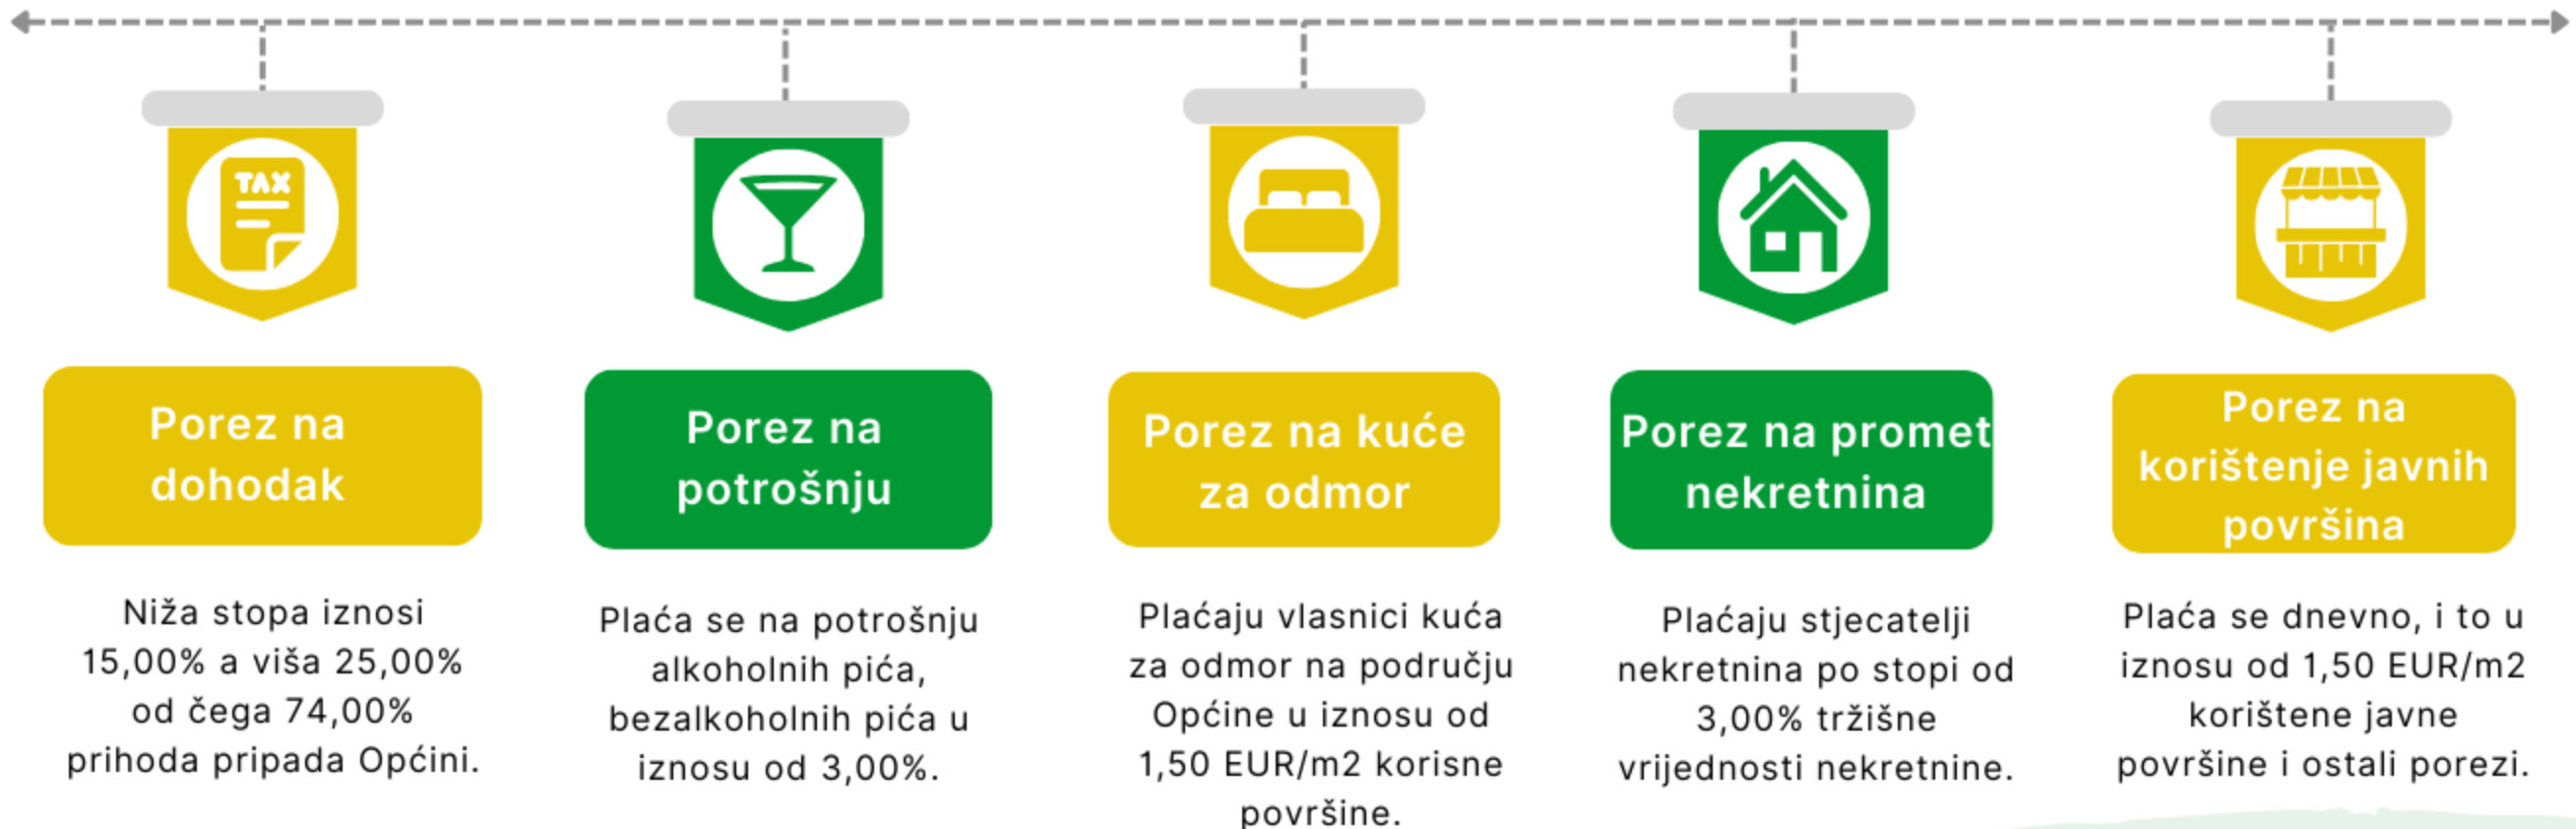 TAX
Porez na
dohodak
Niža stopa iznosi
15,00% a viša 25,00%
od čega 74,00%
prihoda pripada Općini.
Porez na
potrošnju
Plaća se na potrošnju
alkoholnih pića,
bezalkoholnih pića u
iznosu od 3,00%.
Porez na kuće
za odmor
Plaćaju vlasnici kuća
za odmor na području
Općine u iznosu od
1,50 EUR/m2 korisne
površine.
Porez na promet
nekretnina
Plaćaju stjecatelji
nekretnina po stopi od
3,00% tržišne
vrijednosti nekretnine.
Porez na
korištenje javnih
površina
Plaća se dnevno, i to u
iznosu od 1,50 EUR/m2
korištene javne
površine i ostali porezi.